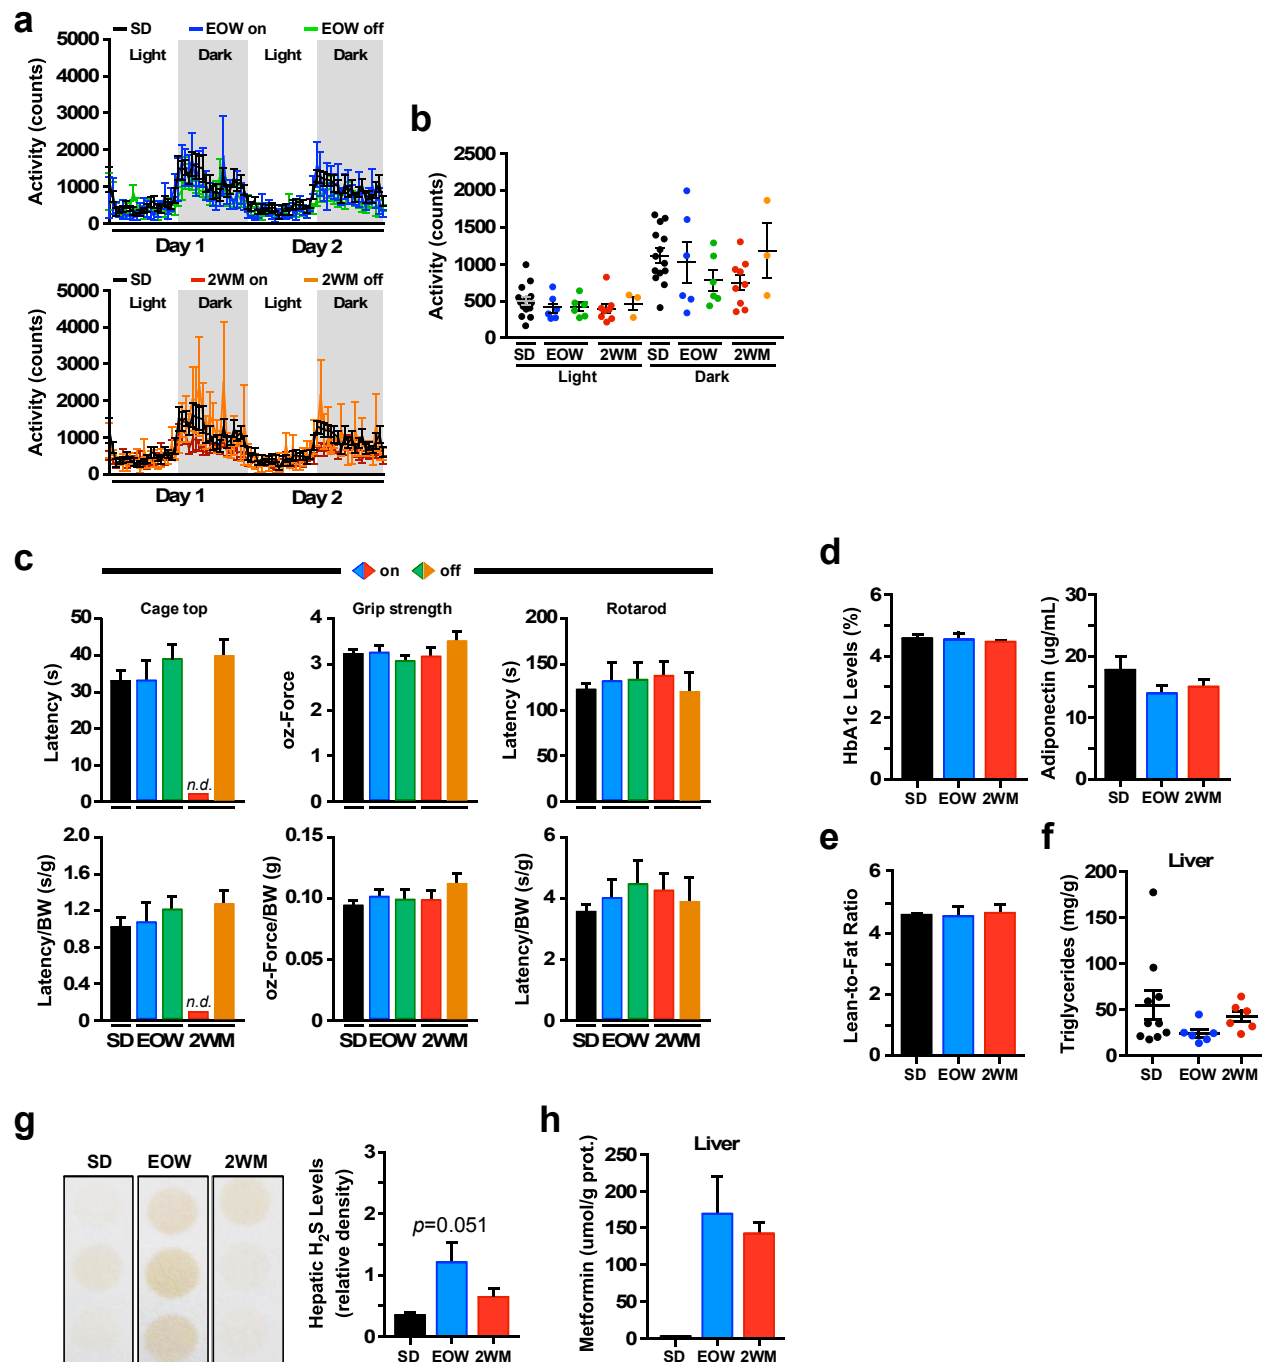 a
SD EOW on EOW off
Light Dark Light Dark
5000
4000
3000
2000
1000
0
Activity (counts)
Day 1 Day 2
SD 2WM on 2WM off
Light Dark Light Dark
5000
4000
3000
2000
1000
0
Activity (counts)
Day 1 Day 2
b
2500
2000
1500
1000
500
0
Activity (counts)
SD EOW 2WM SD EOW 2WM
Light Dark
c
on off
Cage top
50
40
30
20
10
0
Latency (s)
n.d.
Grip strength
4
3
2
1
0
oz-Force
Rotarod
200
150
100
50
0
Latency (s)
2.0
1.6
1.2
0.8
0.4
0
Latency/BW (s/g)
n.d.
SD EOW 2WM
0.15
0.10
0.05
0
oz-Force/BW (g)
SD EOW 2WM
6
4
2
0
Latency/BW (s/g)
SD EOW 2WM
d
6
4
2
0
HbA1c Levels (%)
SD EOW 2WM
30
20
10
0
Adiponectin (ug/mL)
SD EOW 2WM
e
6
4
2
0
Lean-to-Fat Ratio
SD EOW 2WM
f
Liver
200
150
100
50
0
Triglycerides (mg/g)
SD EOW 2WM
g
SD EOW 2WM
3
2
1
0
Hepatic H2S Levels
(relative density)
p=0.051
SD EOW 2WM
h
Liver
250
200
150
100
50
0
Metformin (umol/g prot.)
SD EOW 2WM